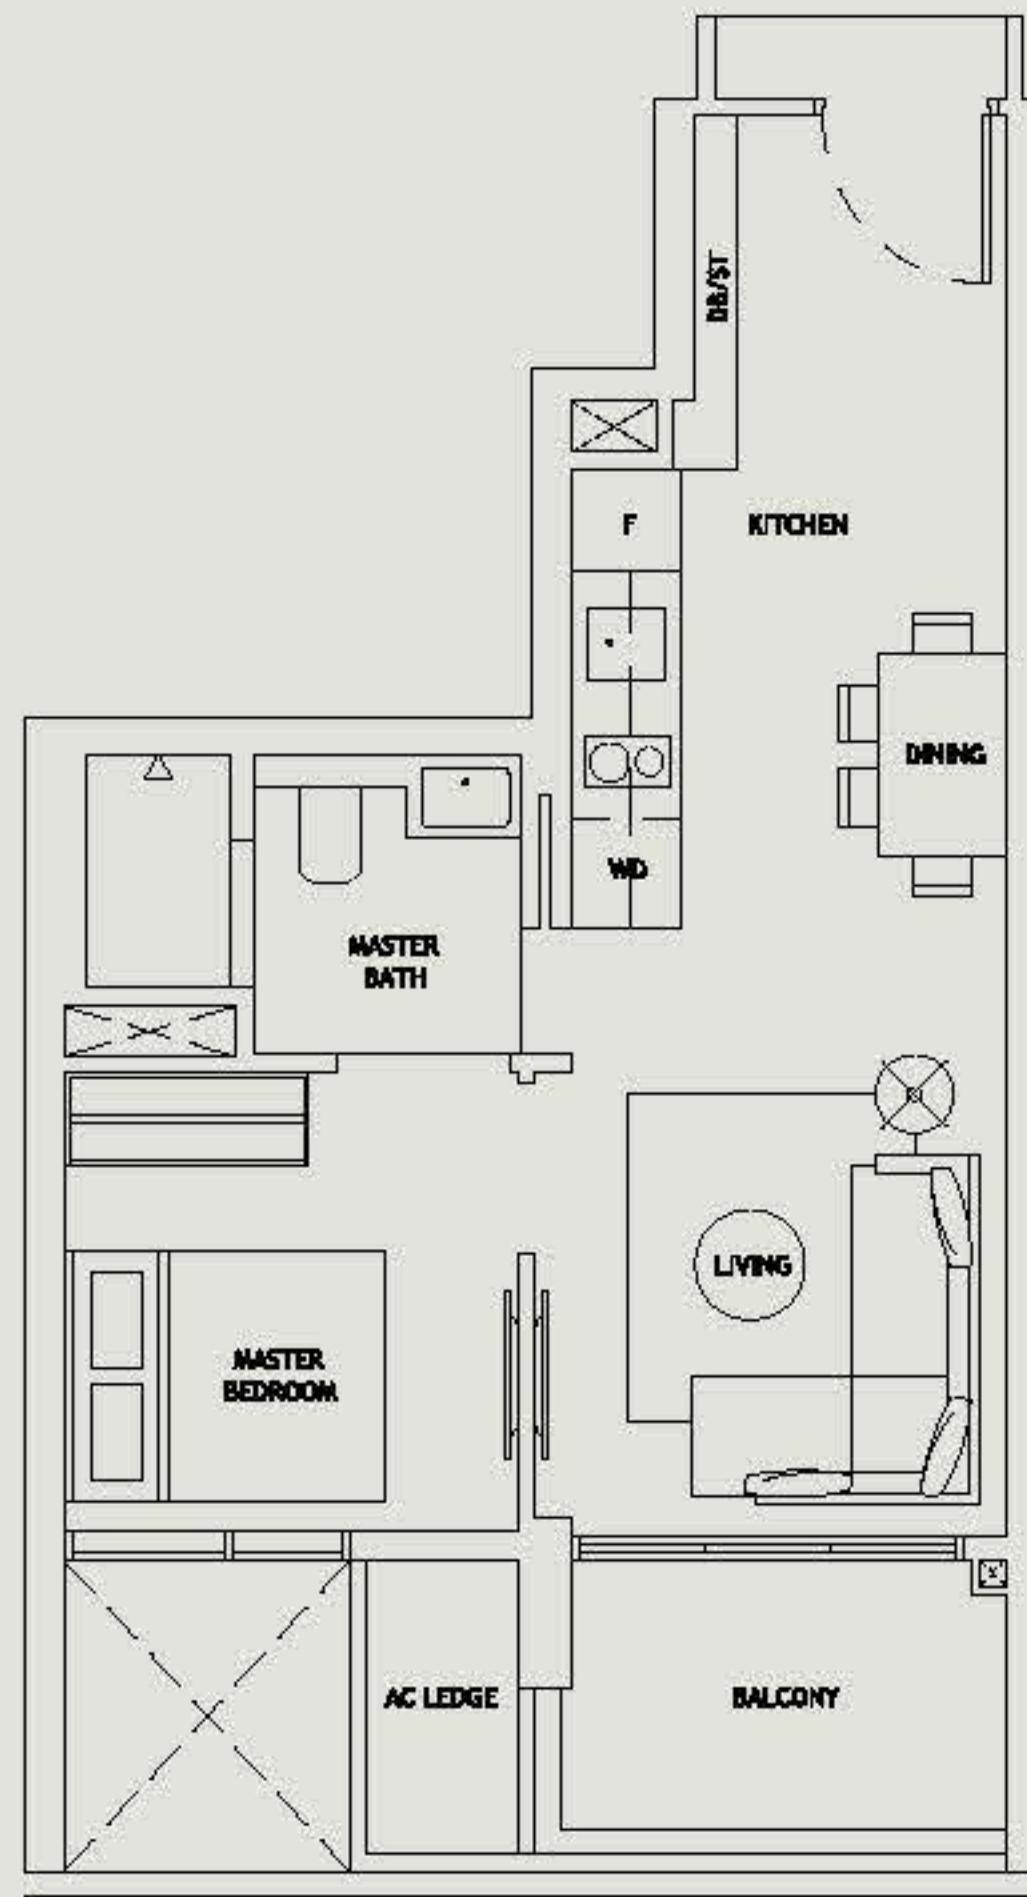 DB/ST
F
KITCHEN
DINING
WD
MASTER
BATH
LIVING
MASTER
BEDROOM
AC LEDGE
BALCONY